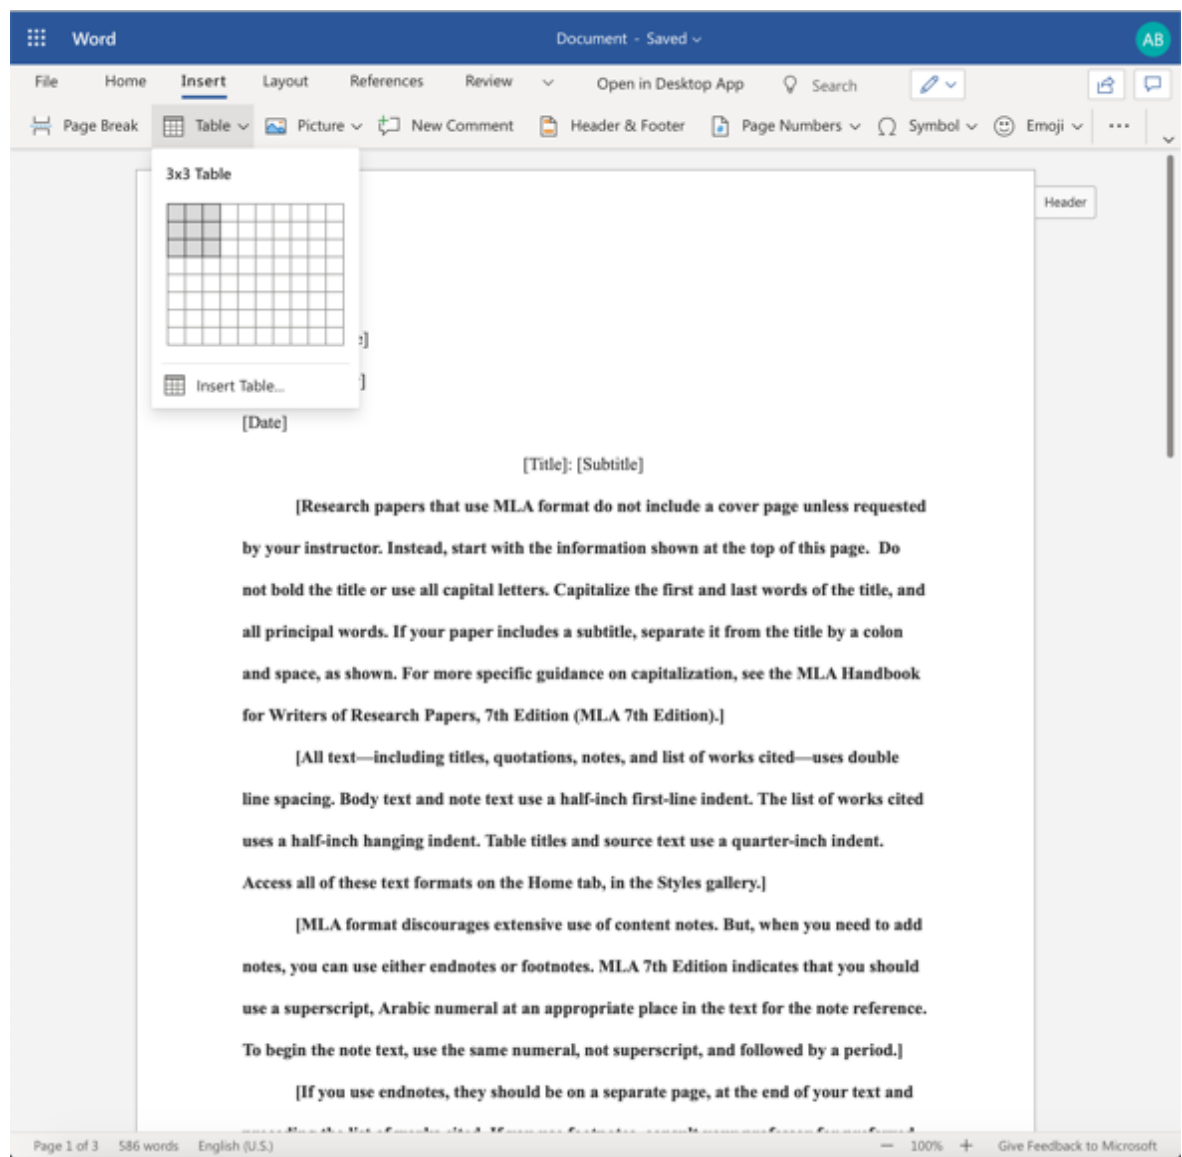 Word
Document - Saved
AB
File Home Insert Layout References Review Open in Desktop App Search
Page Break Table Picture New Comment Header & Footer Page Numbers Symbol Emoji ...
3x3 Table
Header
Insert Table...
[Date]
[Title]: [Subtitle]
[Research papers that use MLA format do not include a cover page unless requested
by your instructor. Instead, start with the information shown at the top of this page.  Do
not bold the title or use all capital letters. Capitalize the first and last words of the title, and
all principal words. If your paper includes a subtitle, separate it from the title by a colon
and space, as shown. For more specific guidance on capitalization, see the MLA Handbook
for Writers of Research Papers, 7th Edition (MLA 7th Edition).]
[All text—including titles, quotations, notes, and list of works cited—uses double
line spacing. Body text and note text use a half-inch first-line indent. The list of works cited
uses a half-inch hanging indent. Table titles and source text use a quarter-inch indent.
Access all of these text formats on the Home tab, in the Styles gallery.]
[MLA format discourages extensive use of content notes. But, when you need to add
notes, you can use either endnotes or footnotes. MLA 7th Edition indicates that you should
use a superscript, Arabic numeral at an appropriate place in the text for the note reference.
To begin the note text, use the same numeral, not superscript, and followed by a period.]
[If you use endnotes, they should be on a separate page, at the end of your text and
Page 1 of 3 586 words English (U.S.) 100% Give Feedback to Microsoft